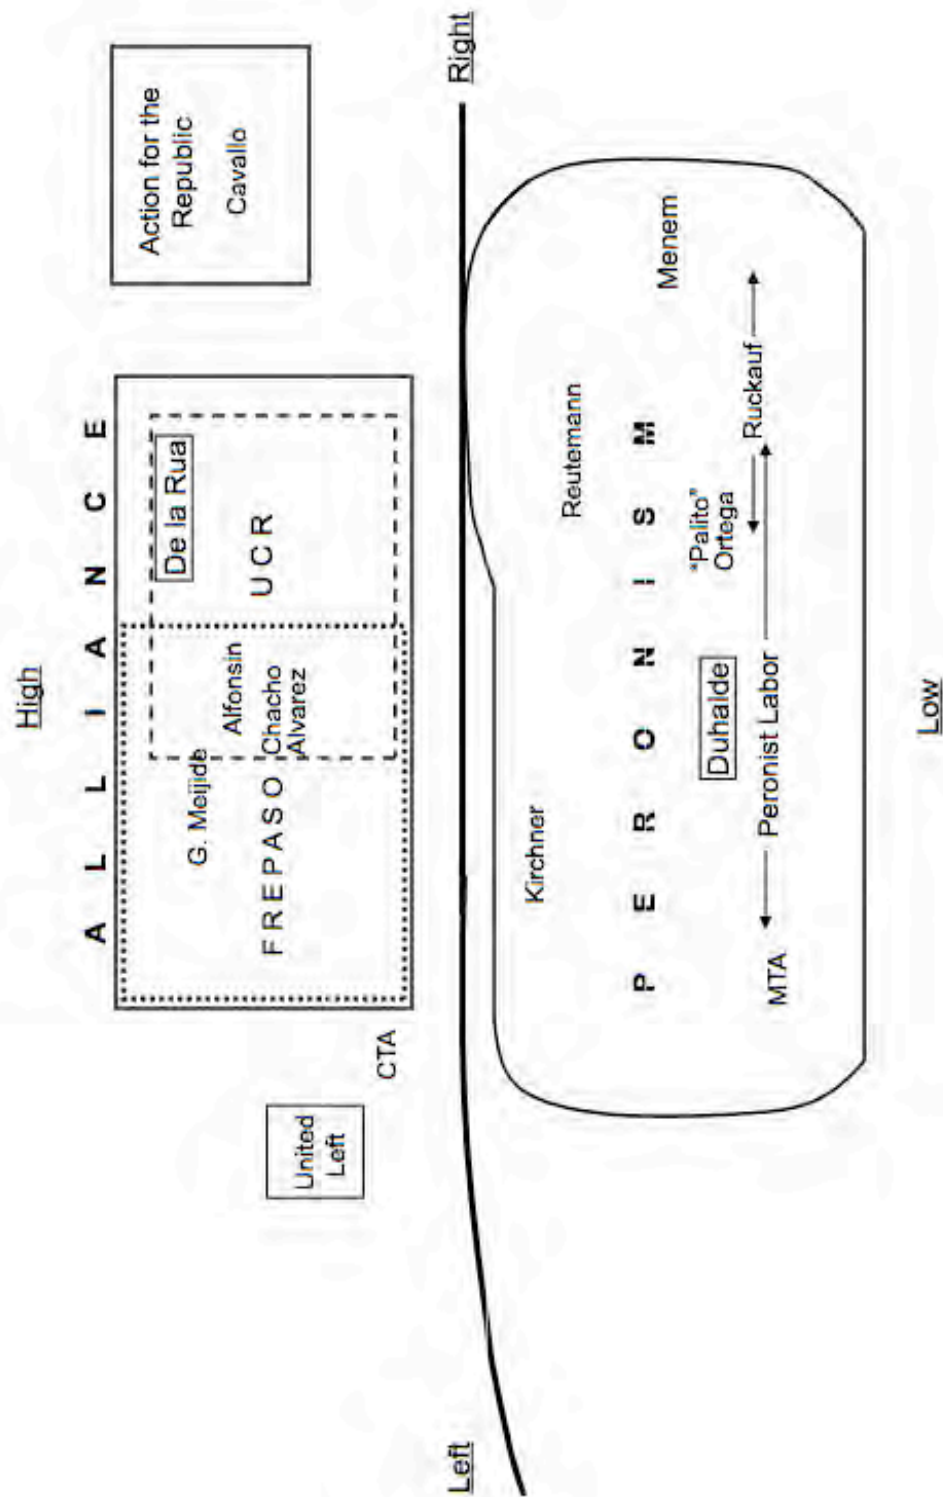 High
A L L I A N C E
De la Rua
Action for the
Republic
Cavallo
G. Meijide
Alfonsin
Chacho
Alvarez
F R E P A S O
U C R
United
Left
CTA
Left
Right
Kirchner
Reutemann
P E R O N I S M
Menem
Duhalde
"Palito"
Ortega
MTA
Peronist Labor
Ruckauf
Low